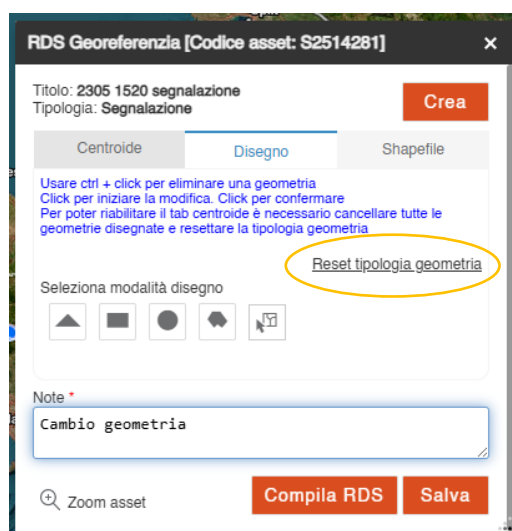 RDS Georeferenzia [Codice asset: S2514281]
×
Titolo: 2305 1520 segnalazione
Tipologia: Segnalazione
Crea
Centroide
Disegno
Shapefile
Usare ctrl + click per eliminare una geometria
Click per iniziare la modifica. Click per confermare
Per poter riabilitare il tab centroide è necessario cancellare tutte le
geometrie disegnate e resettare la tipologia geometria
Reset tipologia geometria
Seleziona modalità disegno
Note *
Cambio geometria
Zoom asset
Compila RDS
Salva